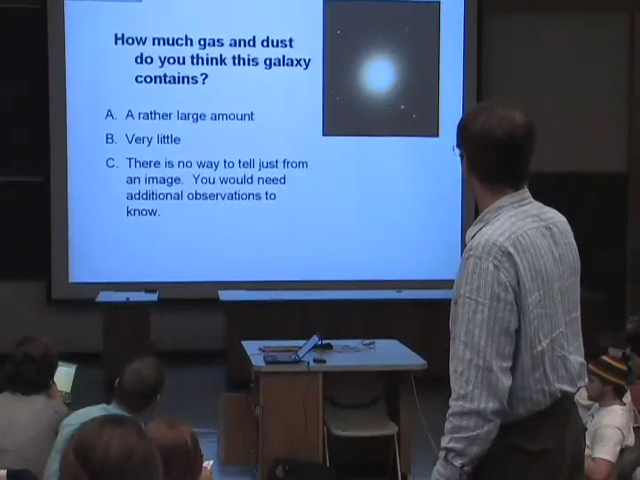 How much gas and dust
do you think this galaxy
contains?
A. A rather large amount
B. Very little
C. There is no way to tell just from
an image. You would need
additional observations to
know.